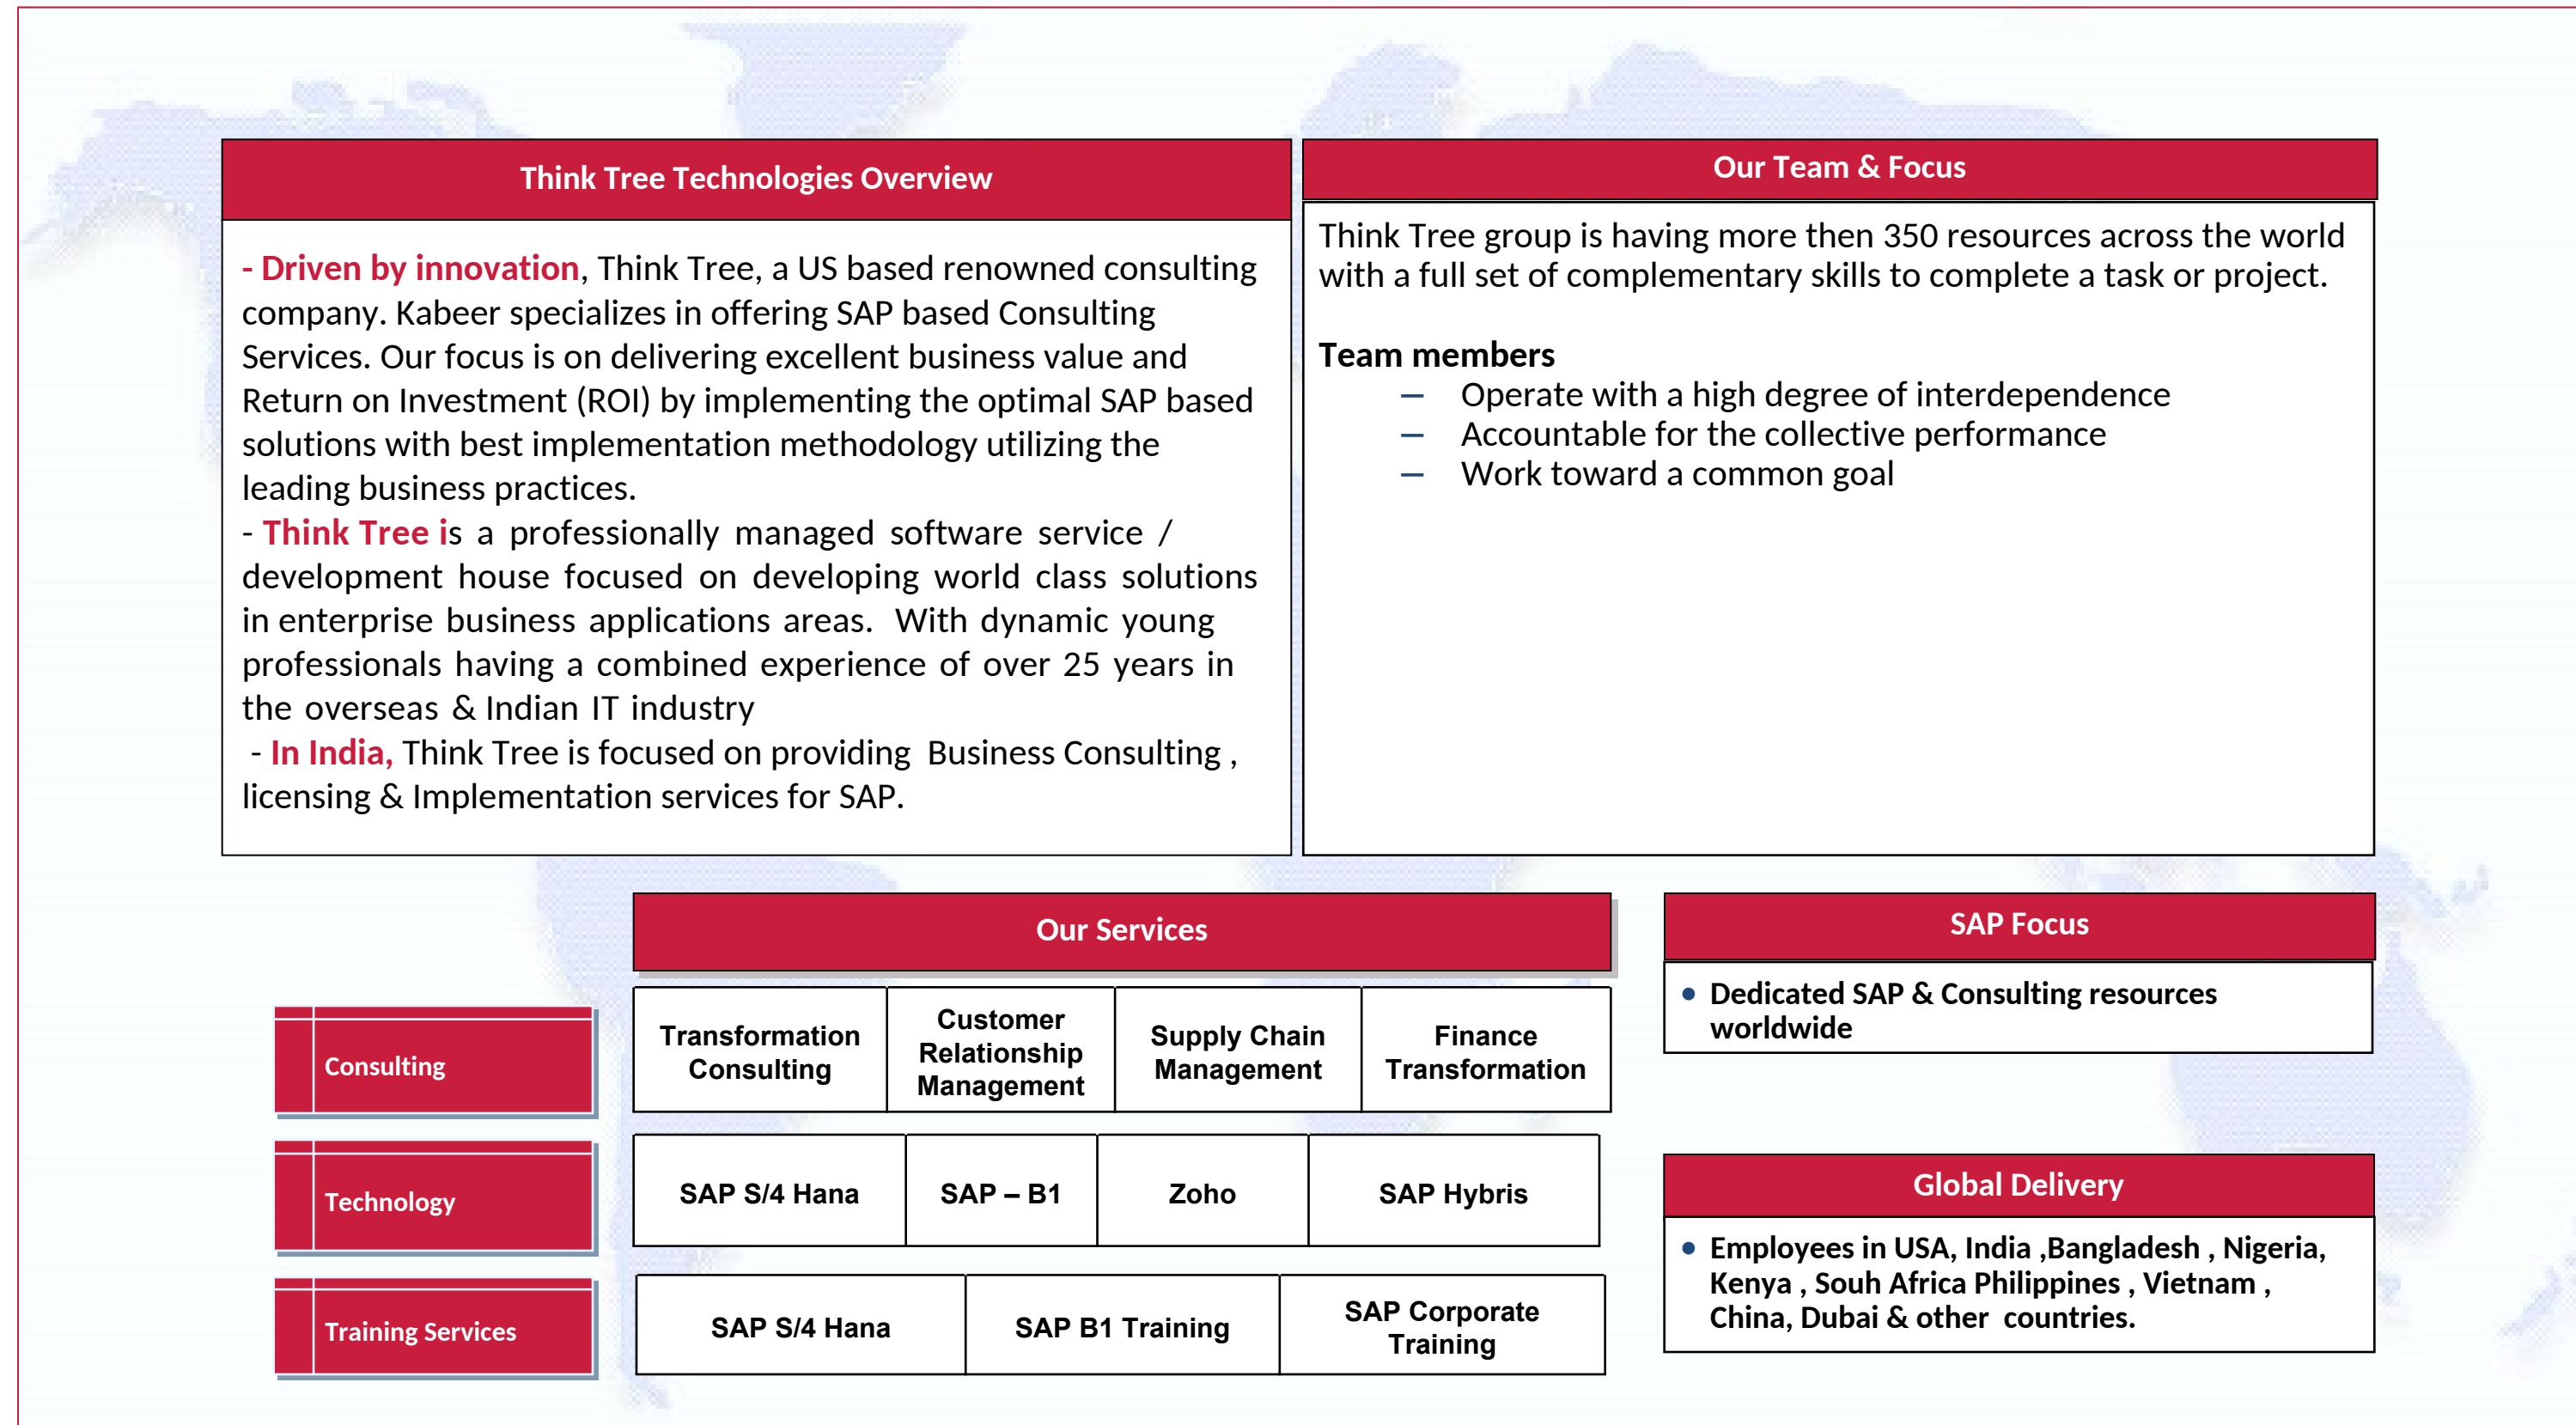 Think Tree Technologies Overview
- Driven by innovation, Think Tree, a US based renowned consulting
company. Kabeer specializes in offering SAP based Consulting
Services. Our focus is on delivering excellent business value and
Return on Investment (ROI) by implementing the optimal SAP based
solutions with best implementation methodology utilizing the
leading business practices.
- Think Tree is a professionally managed software service /
development house focused on developing world class solutions
in enterprise business applications areas. With dynamic young
professionals having a combined experience of over 25 years in
the overseas & Indian IT industry
- In India, Think Tree is focused on providing Business Consulting ,
licensing & Implementation services for SAP.
Our Team & Focus
Think Tree group is having more then 350 resources across the world
with a full set of complementary skills to complete a task or project.
Team members
– Operate with a high degree of interdependence
– Accountable for the collective performance
– Work toward a common goal
Our Services
Consulting
Transformation
Consulting
Customer
Relationship
Management
Supply Chain
Management
Finance
Transformation
Technology
SAP S/4 Hana
SAP – B1
Zoho
SAP Hybris
Training Services
SAP S/4 Hana
SAP B1 Training
SAP Corporate
Training
SAP Focus
• Dedicated SAP & Consulting resources
worldwide
Global Delivery
• Employees in USA, India ,Bangladesh , Nigeria,
Kenya , Souh Africa Philippines , Vietnam ,
China, Dubai & other countries.